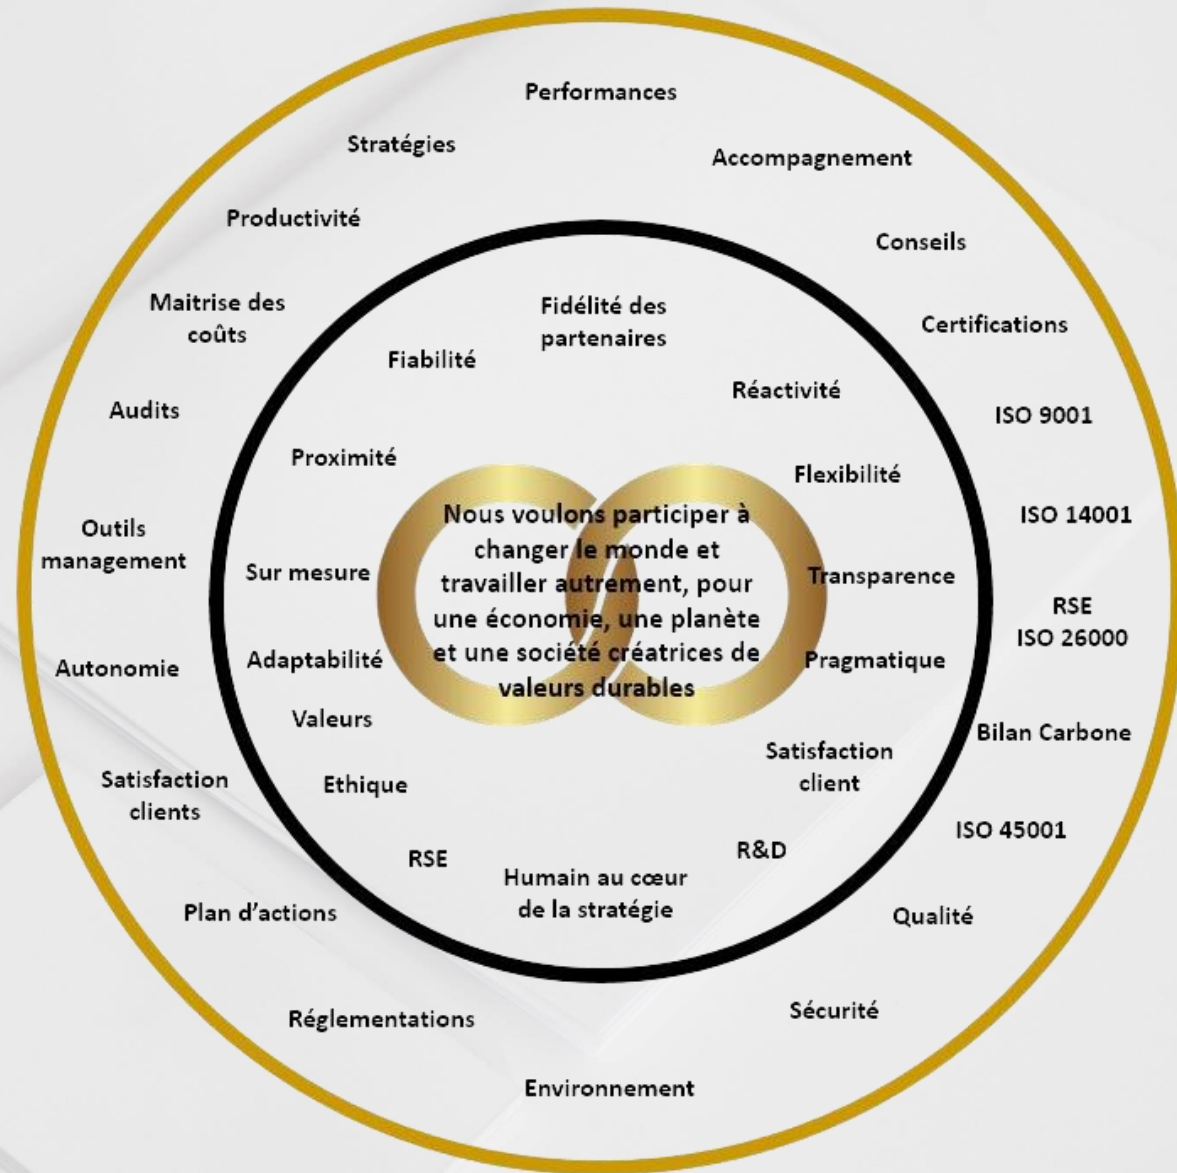 Performances
Stratégies
Accompagnement
Productivité
Conseils
Maitrise des
coûts
Certifications
Audits
ISO 9001
Outils
management
ISO 14001
RSE
ISO 26000
Autonomie
Bilan Carbone
Satisfaction
clients
ISO 45001
Plan d'actions
Qualité
Réglementations
Sécurité
Environnement
Fidélité des
partenaires
Fiabilité
Réactivité
Proximité
Flexibilité
Sur mesure
Transparence
Adaptabilité
Pragmatique
Valeurs
Satisfaction
client
Ethique
RSE
R&D
Humain au cœur
de la stratégie
Nous voulons participer à
changer le monde et
travailler autrement, pour
une économie, une planète
et une société créatrices de
valeurs durables